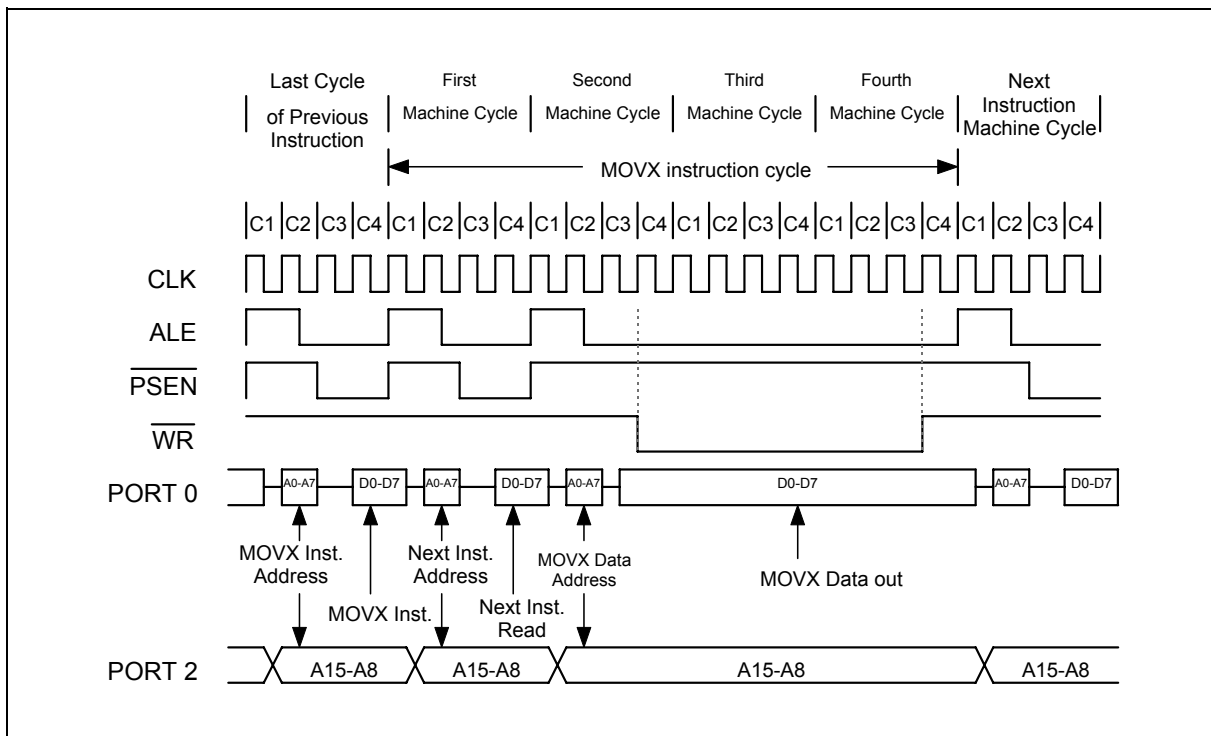 Last Cycle
of Previous
Instruction
First
Machine Cycle
Second
Machine Cycle
Third
Machine Cycle
Fourth
Machine Cycle
Next
Instruction
Machine Cycle
MOVX instruction cycle
C1 C2 C3 C4 C1 C2 C3 C4 C1 C2 C3 C4 C1 C2 C3 C4 C1 C2 C3 C4 C1 C2 C3 C4
CLK
ALE
PSEN
WR
PORT 0
A0-A7 D0-D7 A0-A7 D0-D7 A0-A7 D0-D7 A0-A7 D0-D7
MOVX Inst.
Address
MOVX Inst.
Next Inst.
Address
Next Inst.
Read
MOVX Data
Address
MOVX Data out
PORT 2
A15-A8 A15-A8 A15-A8 A15-A8